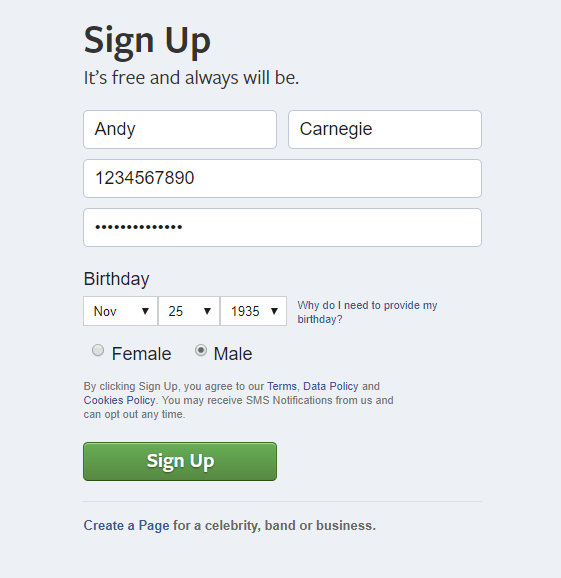 Sign Up
It's free and always will be.
Andy Carnegie
1234567890
••••••••••••••
Birthday
Nov 25 1935 Why do I need to provide my
birthday?
Female Male
By clicking Sign Up, you agree to our Terms, Data Policy and
Cookies Policy. You may receive SMS Notifications from us and
can opt out any time.
Sign Up
Create a Page for a celebrity, band or business.